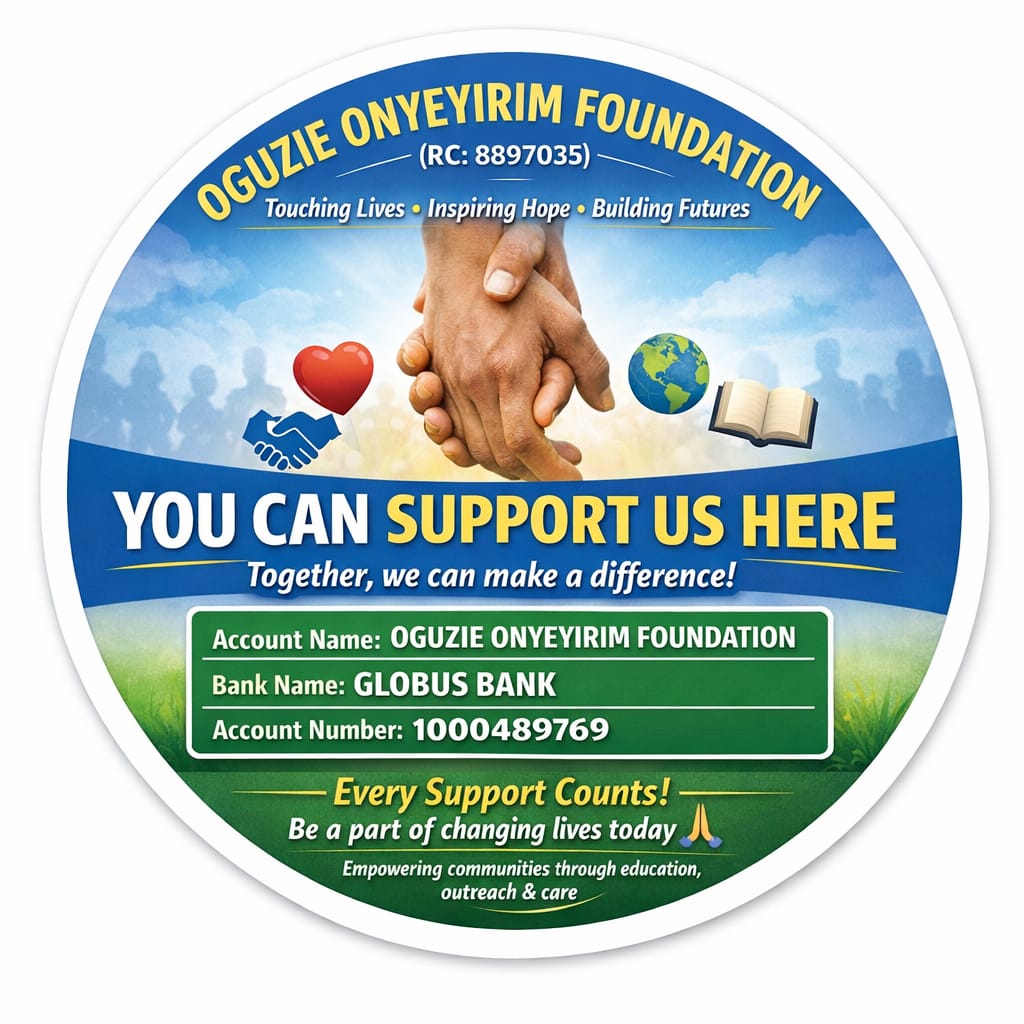 OGUZIE ONYEYIRIM FOUNDATION
(RC: 8897035)
Touching Lives • Inspiring Hope • Building Futures
YOU CAN SUPPORT US HERE
Together, we can make a difference!
Account Name: OGUZIE ONYEYIRIM FOUNDATION
Bank Name: GLOBUS BANK
Account Number: 1000489769
Every Support Counts!
Be a part of changing lives today 🙏
Empowering communities through education,
outreach & care